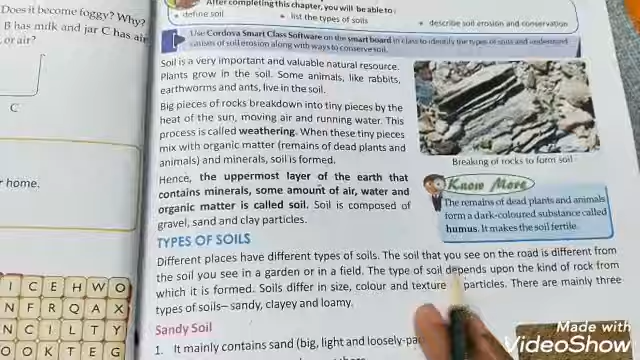 Does it become foggy? Why?
B has milk and jar C has air
or air?
C
r home.
I C E H W O
N F R Q A X
N C I L T Y
O O K T E G
After completing this chapter, you will be able to:
• define soil • list the types of soils • describe soil erosion and conservation
Use Cordova Smart Class Software on the smart board in class to identify the types of soils and understand
causes of soil erosion along with ways to conserve soil.
Soil is a very important and valuable natural resource.
Plants grow in the soil. Some animals, like rabbits,
earthworms and ants, live in the soil.
Big pieces of rocks breakdown into tiny pieces by the
heat of the sun, moving air and running water. This
process is called weathering. When these tiny pieces
mix with organic matter (remains of dead plants and
animals) and minerals, soil is formed.
Hence, the uppermost layer of the earth that
contains minerals, some amount of air, water and
organic matter is called soil. Soil is composed of
gravel, sand and clay particles.
Breaking of rocks to form soil
Know More
The remains of dead plants and animals
form a dark-coloured substance called
humus. It makes the soil fertile.
TYPES OF SOILS
Different places have different types of soils. The soil that you see on the road is different from
the soil you see in a garden or in a field. The type of soil depends upon the kind of rock from
which it is formed. Soils differ in size, colour and texture particles. There are mainly three
types of soils– sandy, clayey and loamy.
Sandy Soil
1. It mainly contains sand (big, light and loosely-pa
Made with
VideoShow